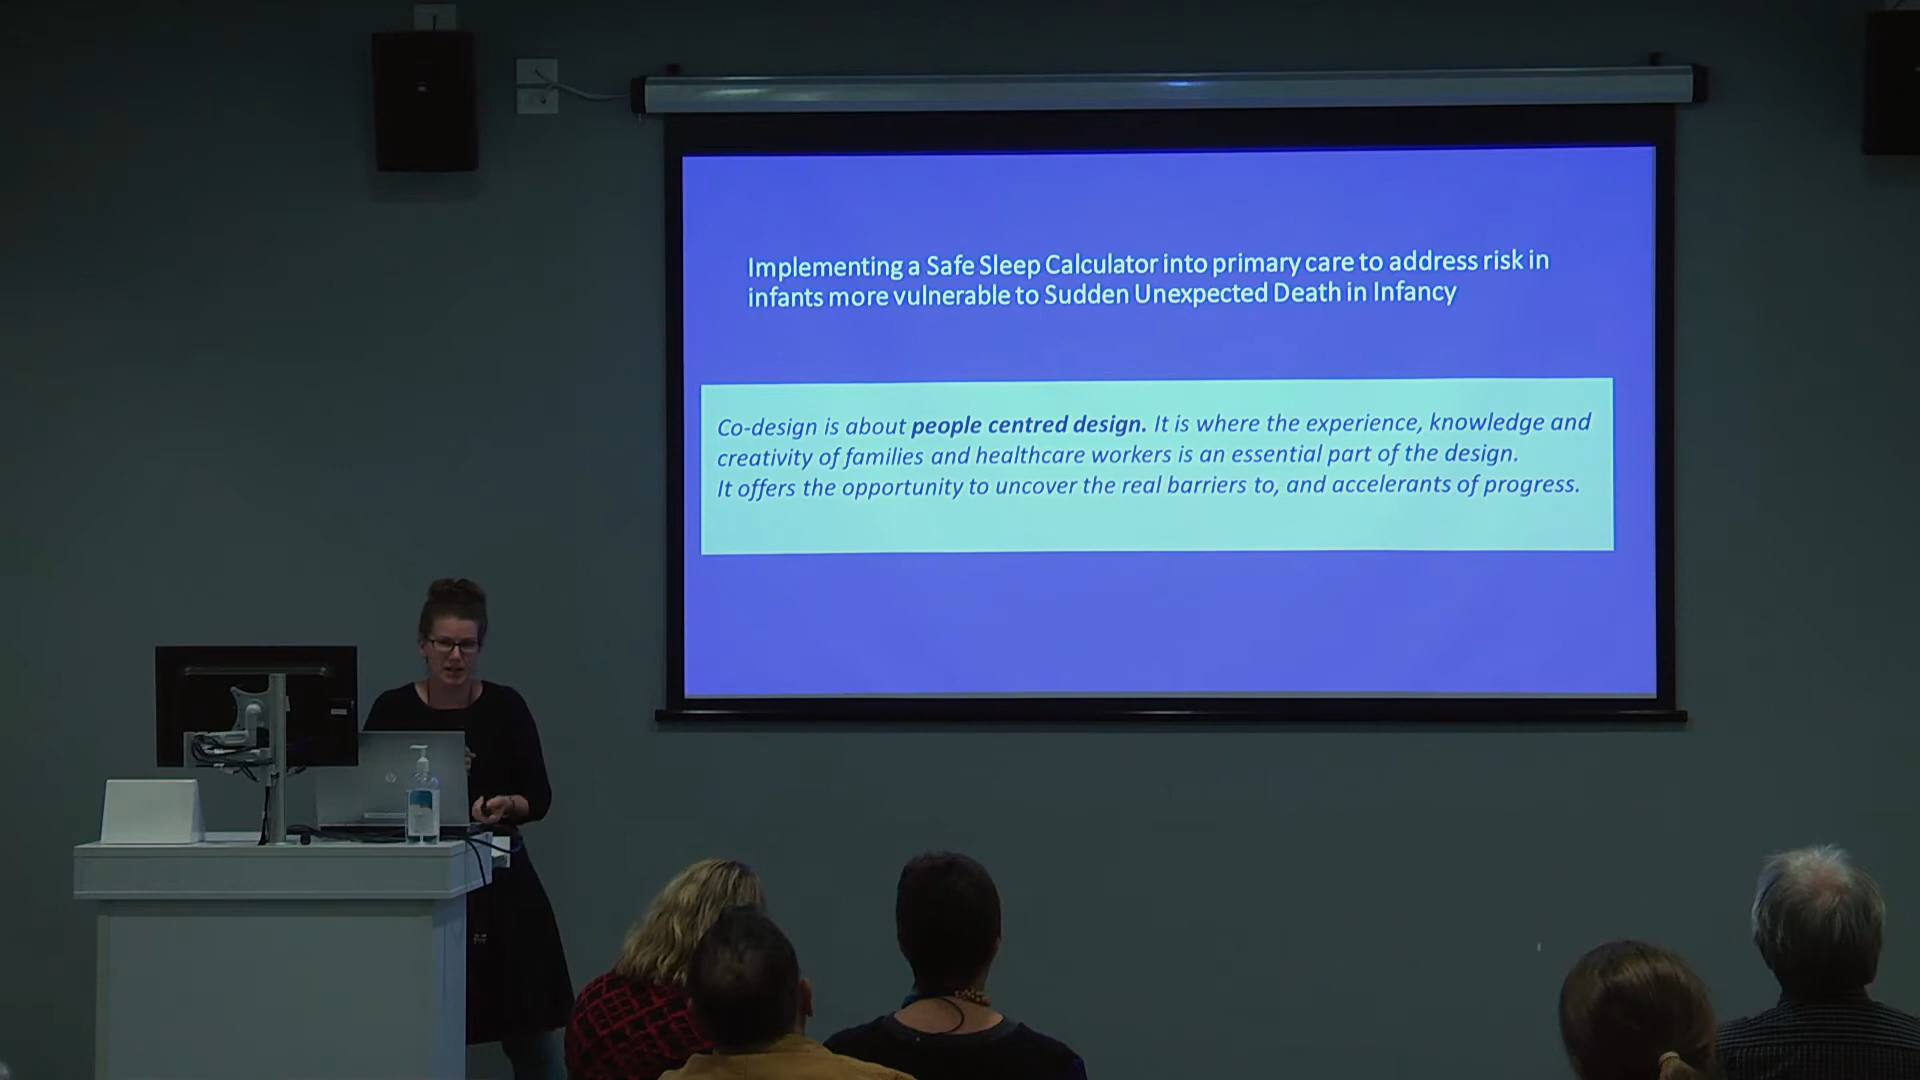 Implementing a Safe Sleep Calculator into primary care to address risk in
infants more vulnerable to Sudden Unexpected Death in Infancy
Co-design is about people centred design. It is where the experience, knowledge and
creativity of families and healthcare workers is an essential part of the design.
It offers the opportunity to uncover the real barriers to, and accelerants of progress.